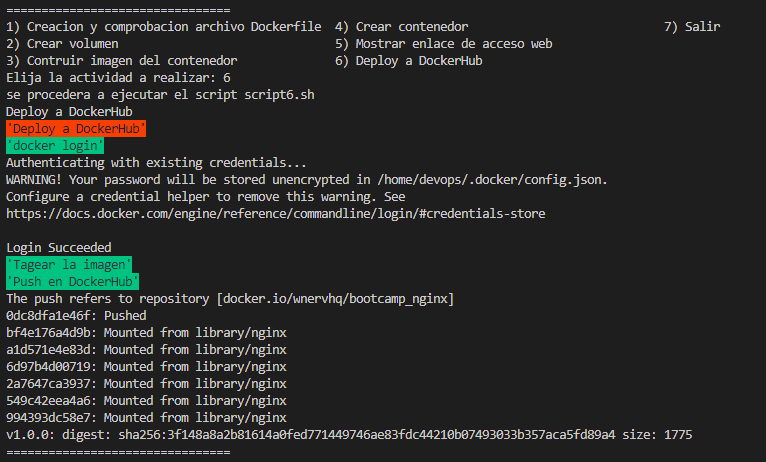 ================================
1) Creacion y comprobacion archivo Dockerfile  4) Crear contenedor                            7) Salir
2) Crear volumen                               5) Mostrar enlace de acceso web
3) Contruir imagen del contenedor              6) Deploy a DockerHub
Elija la actividad a realizar: 6
se procedera a ejecutar el script script6.sh
Deploy a DockerHub
'Deploy a DockerHub'
'docker login'
Authenticating with existing credentials...
WARNING! Your password will be stored unencrypted in /home/devops/.docker/config.json.
Configure a credential helper to remove this warning. See
https://docs.docker.com/engine/reference/commandline/login/#credentials-store

Login Succeeded
'Tagear la imagen'
'Push en DockerHub'
The push refers to repository [docker.io/wnervhq/bootcamp_nginx]
0dc8dfa1e46f: Pushed
bf4e176a4d9b: Mounted from library/nginx
a1d571e4e83d: Mounted from library/nginx
6d97b4d00719: Mounted from library/nginx
2a7647ca3937: Mounted from library/nginx
549c42eea4a6: Mounted from library/nginx
994393dc58e7: Mounted from library/nginx
v1.0.0: digest: sha256:3f148a8a2b81614a0fed771449746ae83fdc44210b07493033b357aca5fd89a4 size: 1775
================================